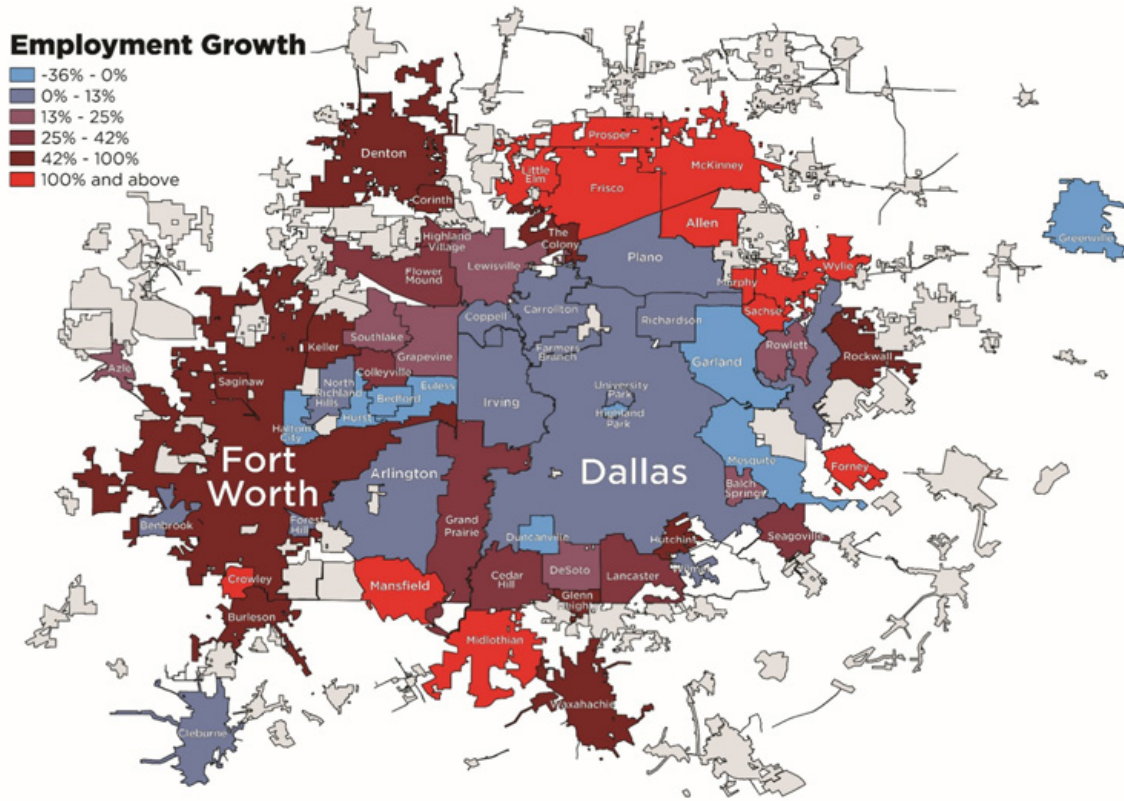 Employment Growth
-36% - 0%
0% - 13%
13% - 25%
25% - 42%
42% - 100%
100% and above
Denton
Corinth
Prosper
Little
Elm
Frisco
McKinney
Allen
The
Colony
Highland
Village
Flower
Mound
Lewisville
Plano
Murphy
Wylie
Sachse
Greenville
Coppell
Carrollton
Richardson
Farmers
Branch
Garland
Rowlett
Rockwall
Keller
Southlake
Grapevine
Colleyville
Azle
Saginaw
North
Richland
Hills
Euless
Bedford
Hurst
Haltom
City
Irving
University
Park
Highland
Park
Fort
Worth
Arlington
Dallas
Mesquite
Forney
Balch
Springs
Benbrook
Forest
Hill
Grand
Prairie
Duncanville
Hutchins
Seagoville
Crowley
Mansfield
Cedar
Hill
DeSoto
Lancaster
Glenn
Burleson
Midlothian
Waxahachie
Cleburne